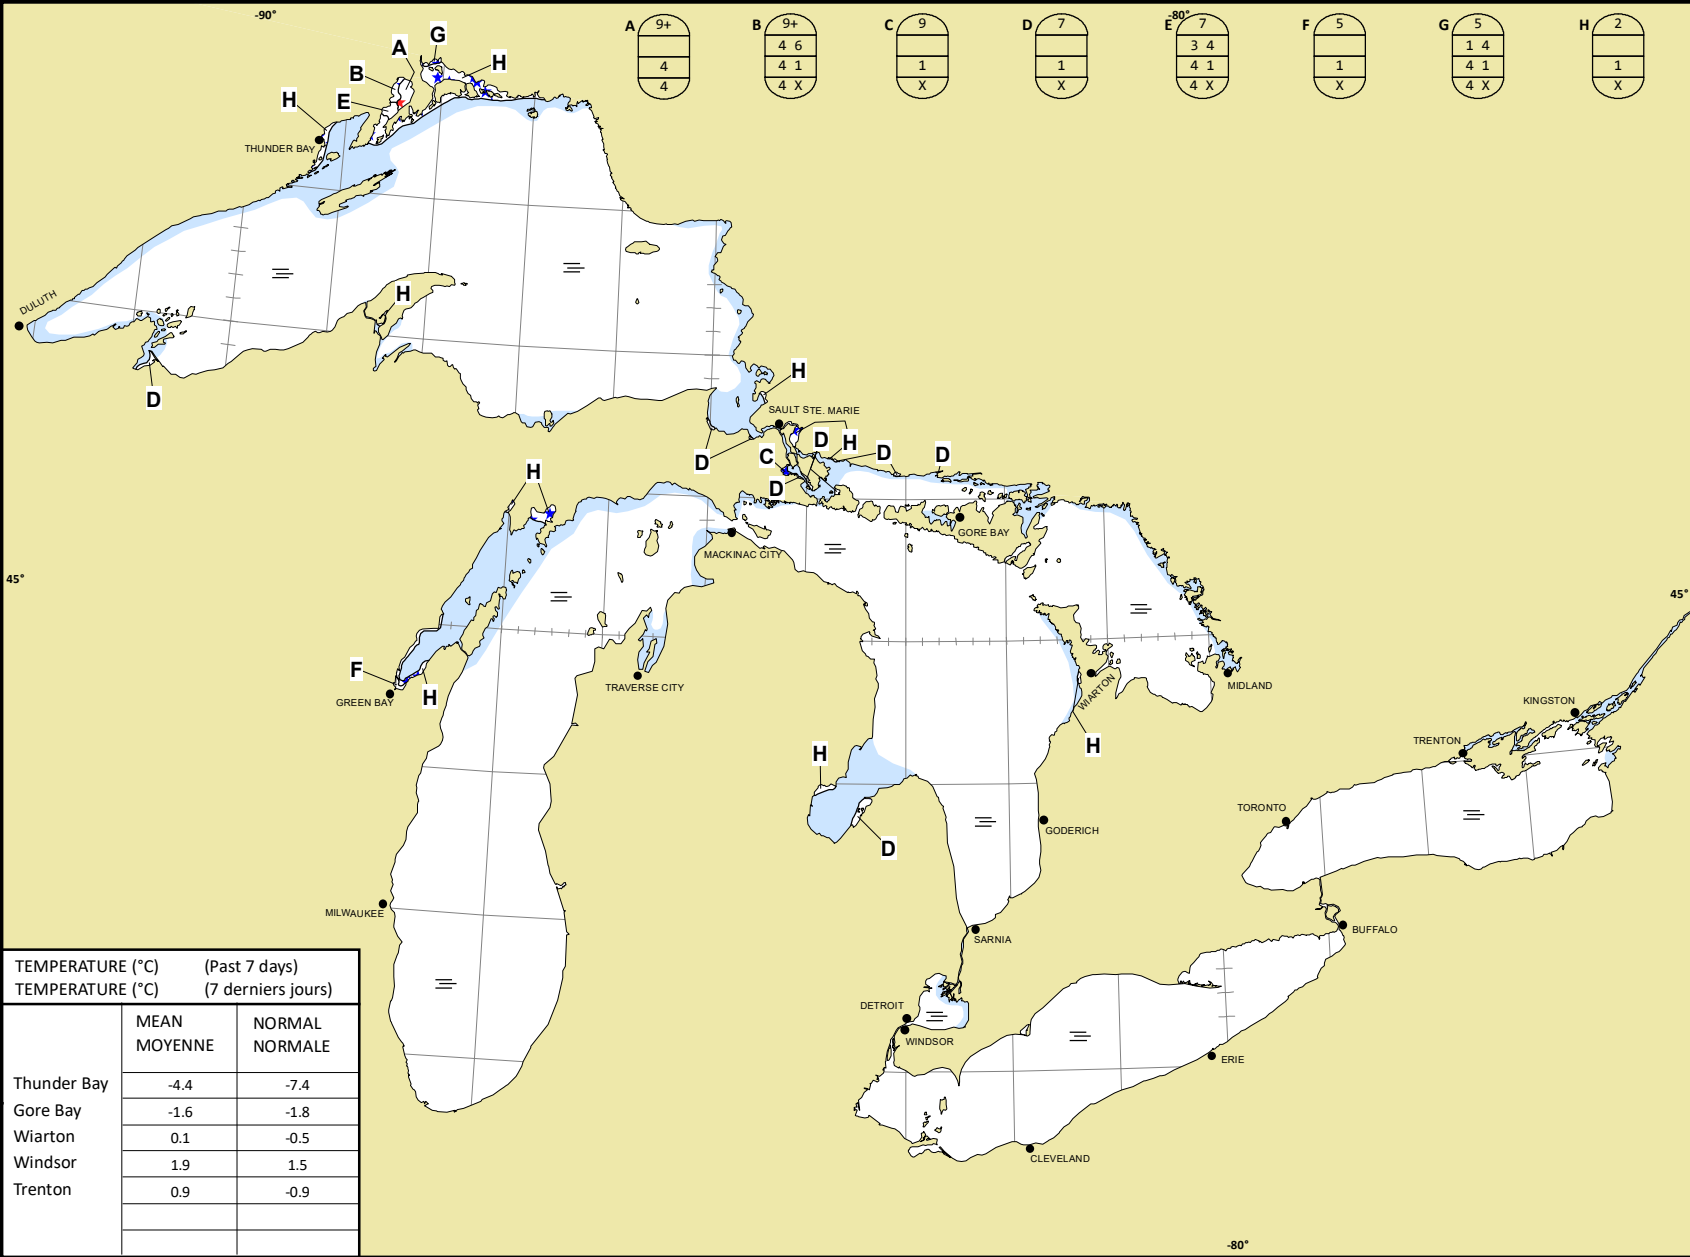 -90°
-80°
A
9+
4
4
B
9+
4 6
4 1
4 X
C
9
1
X
D
7
1
X
E
7
3 4
4 1
4 X
F
5
1
X
G
5
1 4
4 1
4 X
H
2
1
X
A
G
B
H
E
H
THUNDER BAY
DULUTH
H
D
H
SAULT STE. MARIE
D
C
D
H
D
D
D
H
GORE BAY
MACKINAC CITY
45°
45°
F
H
GREEN BAY
TRAVERSE CITY
WIARTON
MIDLAND
KINGSTON
TRENTON
H
H
D
GODERICH
TORONTO
MILWAUKEE
SARNIA
BUFFALO
DETROIT
WINDSOR
ERIE
CLEVELAND
TEMPERATURE (°C) (Past 7 days)
TEMPERATURE (°C) (7 derniers jours)
MEAN NORMAL
MOYENNE NORMALE
Thunder Bay -4.4 -7.4
Gore Bay -1.6 -1.8
Wiarton 0.1 -0.5
Windsor 1.9 1.5
Trenton 0.9 -0.9
-80°